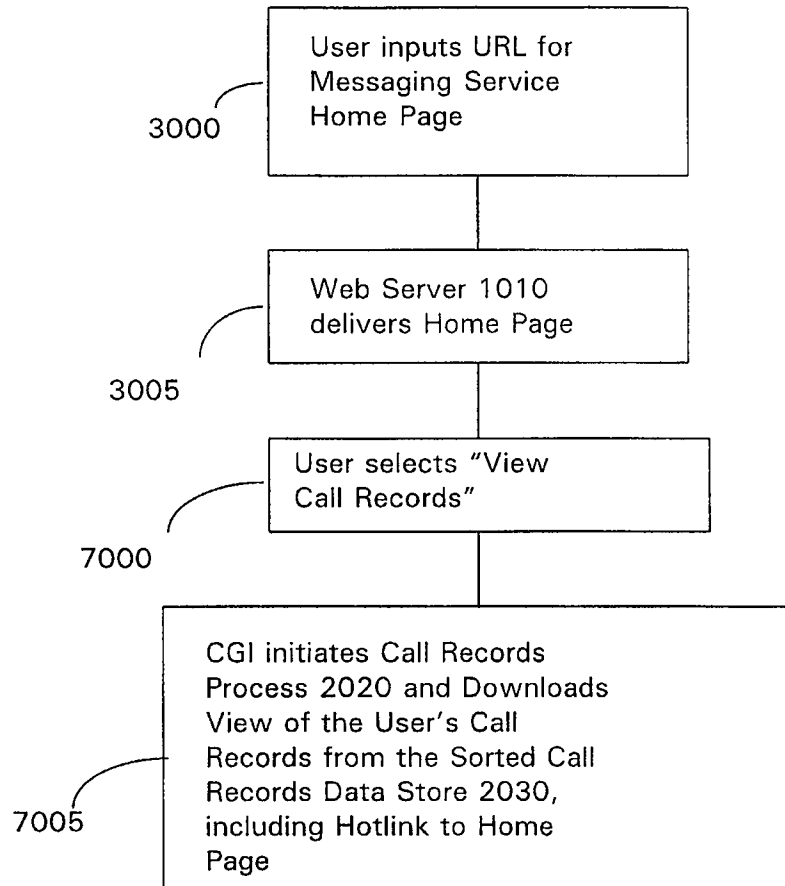 User inputs URL for
Messaging Service
Home Page
3000
Web Server 1010
delivers Home Page
3005
User selects "View
Call Records"
7000
CGI initiates Call Records
Process 2020 and Downloads
View of the User's Call
Records from the Sorted Call
Records Data Store 2030,
including Hotlink to Home
Page
7005